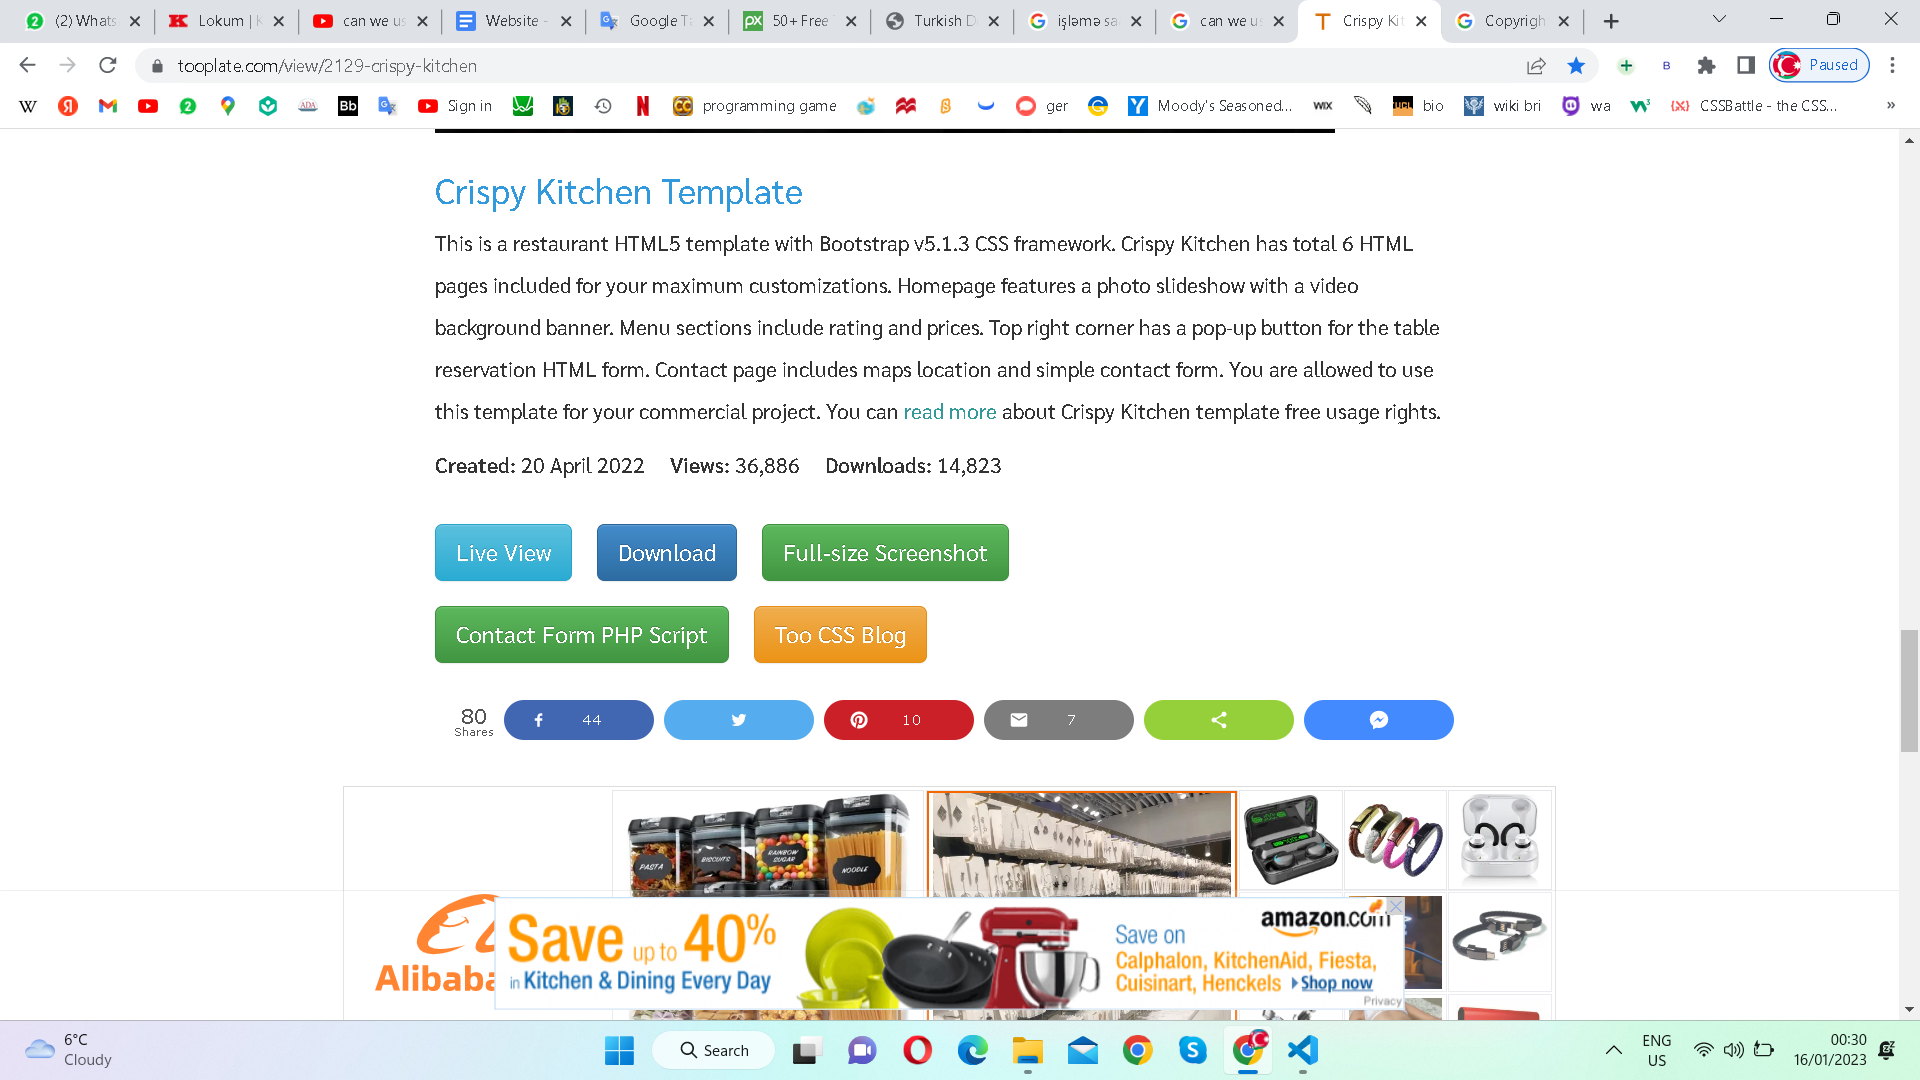 (2) Whats
Lokum | K
can we us
Website -
Google Ta
50+ Free
Turkish D
işləmə sa
can we us
Crispy Kit
Copyrigh
tooplate.com/view/2129-crispy-kitchen
Paused
Sign in
programming game
ger
Moody's Seasoned...
WIX
UCL
bio
wiki bri
wa
CSSBattle - the CSS...
Crispy Kitchen Template
This is a restaurant HTML5 template with Bootstrap v5.1.3 CSS framework. Crispy Kitchen has total 6 HTML
pages included for your maximum customizations. Homepage features a photo slideshow with a video
background banner. Menu sections include rating and prices. Top right corner has a pop-up button for the table
reservation HTML form. Contact page includes maps location and simple contact form. You are allowed to use
this template for your commercial project. You can read more about Crispy Kitchen template free usage rights.
Created: 20 April 2022 Views: 36,886 Downloads: 14,823
Live View
Download
Full-size Screenshot
Contact Form PHP Script
Too CSS Blog
80
Shares
44
10
7
PASTA
BISCUITS
RAINBOW
SUGAR
NOODLE
Alibaba
Save up to 40%
in Kitchen & Dining Every Day
amazon.com
Save on
Calphalon, KitchenAid, Fiesta,
Cuisinart, Henckels
Shop now
Privacy
6°C
Cloudy
Search
ENG
US
00:30
16/01/2023